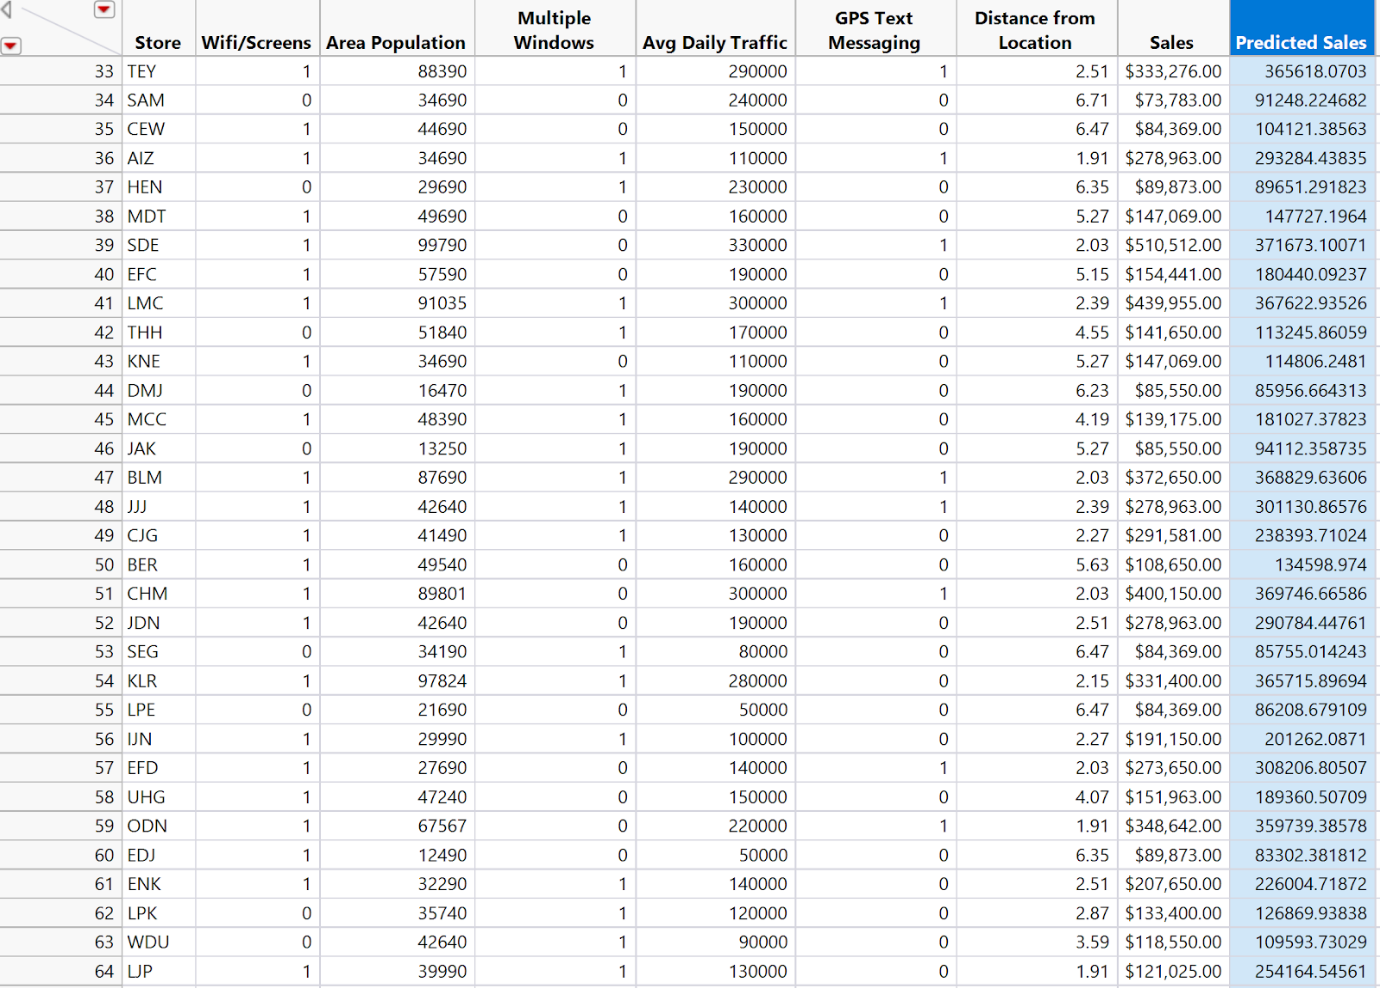 Store Wifi/Screens Area Population Multiple Windows Avg Daily Traffic GPS Text Messaging Distance from Location Sales Predicted Sales
33 TEY 1 88390 1 290000 1 2.51 $333,276.00 365618.0703
34 SAM 0 34690 0 240000 0 6.71 $73,783.00 91248.224682
35 CEW 1 44690 0 150000 0 6.47 $84,369.00 104121.38563
36 AIZ 1 34690 1 110000 1 1.91 $278,963.00 293284.43835
37 HEN 0 29690 1 230000 0 6.35 $89,873.00 89651.291823
38 MDT 1 49690 0 160000 0 5.27 $147,069.00 147727.1964
39 SDE 1 99790 0 330000 1 2.03 $510,512.00 371673.10071
40 EFC 1 57590 0 190000 0 5.15 $154,441.00 180440.09237
41 LMC 1 91035 1 300000 1 2.39 $439,955.00 367622.93526
42 THH 0 51840 1 170000 0 4.55 $141,650.00 113245.86059
43 KNE 1 34690 0 110000 0 5.27 $147,069.00 114806.2481
44 DMJ 0 16470 1 190000 0 6.23 $85,550.00 85956.664313
45 MCC 1 48390 1 160000 0 4.19 $139,175.00 181027.37823
46 JAK 0 13250 1 190000 0 5.27 $85,550.00 94112.358735
47 BLM 1 87690 1 290000 1 2.03 $372,650.00 368829.63606
48 JJJ 1 42640 1 140000 1 2.39 $278,963.00 301130.86576
49 CJG 1 41490 1 130000 0 2.27 $291,581.00 238393.71024
50 BER 1 49540 0 160000 0 5.63 $108,650.00 134598.974
51 CHM 1 89801 0 300000 1 2.03 $400,150.00 369746.66586
52 JDN 1 42640 0 190000 0 2.51 $278,963.00 290784.44761
53 SEG 0 34190 1 80000 0 6.47 $84,369.00 85755.014243
54 KLR 1 97824 1 280000 0 2.15 $331,400.00 365715.89694
55 LPE 0 21690 0 50000 0 6.47 $84,369.00 86208.679109
56 IJN 1 29990 1 100000 0 2.27 $191,150.00 201262.0871
57 EFD 1 27690 0 140000 1 2.03 $273,650.00 308206.80507
58 UHG 1 47240 0 150000 0 4.07 $151,963.00 189360.50709
59 ODN 1 67567 0 220000 1 1.91 $348,642.00 359739.38578
60 EDJ 1 12490 0 50000 0 6.35 $89,873.00 83302.381812
61 ENK 1 32290 1 140000 0 2.51 $207,650.00 226004.71872
62 LPK 0 35740 1 120000 0 2.87 $133,400.00 126869.93838
63 WDU 0 42640 1 90000 0 3.59 $118,550.00 109593.73029
64 LJP 1 39990 1 130000 0 1.91 $121,025.00 254164.54561